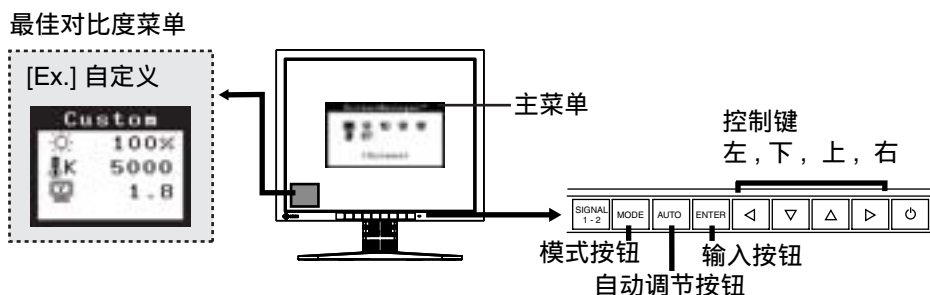 最佳对比度菜单
[Ex.] 自定义
Custom
100%
K 5000
1.8
主菜单
控制键
左 , 下 , 上 , 右
SIGNAL 1 - 2 MODE AUTO ENTER
模式按钮 输入按钮
自动调节按钮